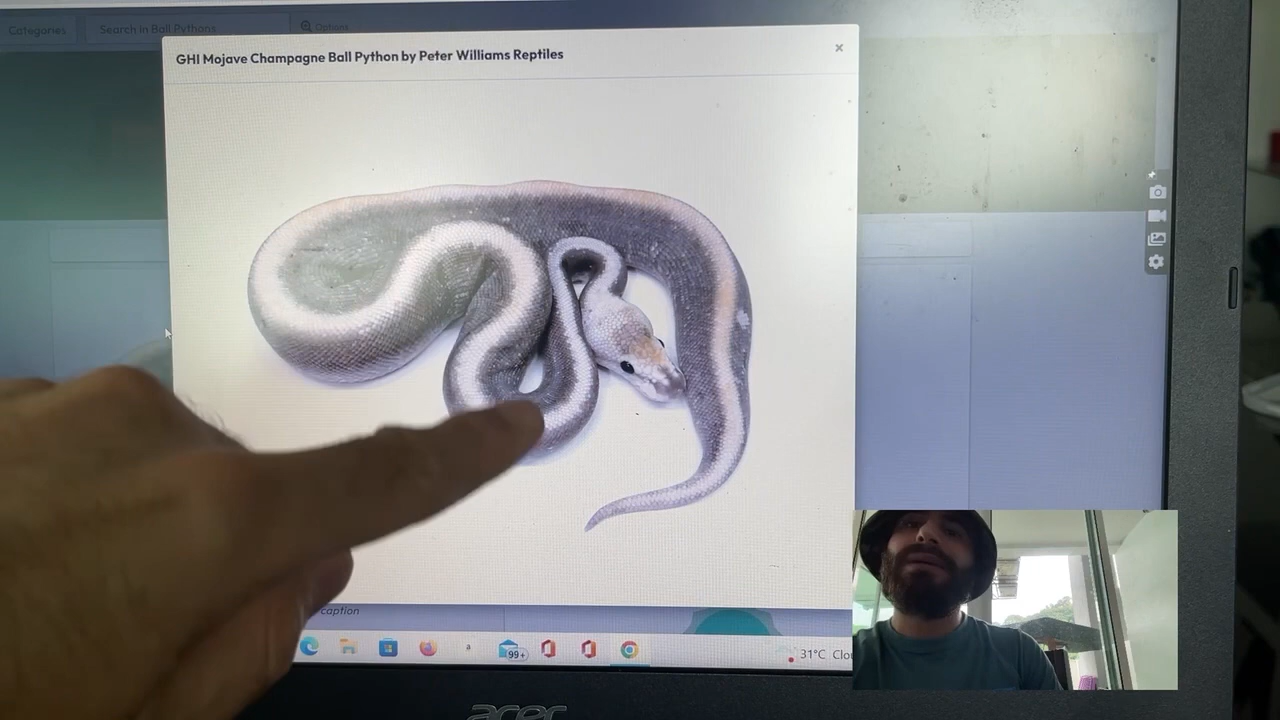 Categories
Search in Ball Pythons
Options
GHI Mojave Champagne Ball Python by Peter Williams Reptiles
×
caption
a
99+
31°C Clo
acer